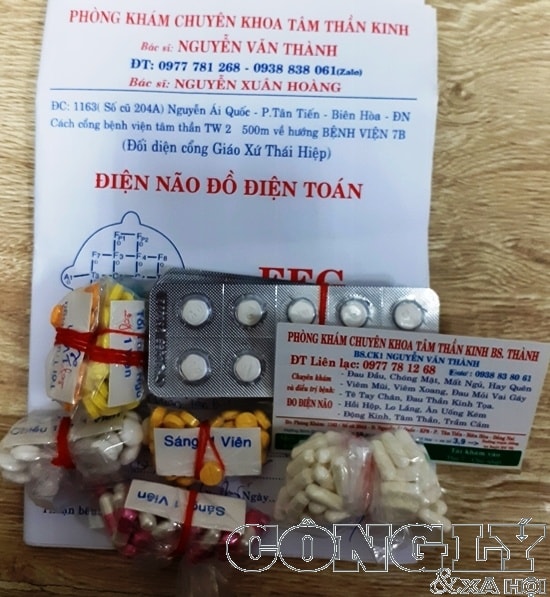 PHÒNG KHÁM CHUYÊN KHOA TÂM THẦN KINH
Bác sĩ: NGUYỄN VĂN THÀNH
ĐT: 0977 781 268 - 0938 838 061(Zalo)
Bác sĩ: NGUYỄN XUÂN HOÀNG
ĐC: 1163( Số cũ 204A) Nguyễn Ái Quốc - P.Tân Tiến - Biên Hòa - ĐN
Cách cổng bệnh viện tâm thần TW 2 500m về hướng BỆNH VIỆN 7B
(Đối diện cổng Giáo Xứ Thái Hiệp)
ĐIỆN NÃO ĐỒ ĐIỆN TOÁN
EEG
PHÒNG KHÁM CHUYÊN KHOA TÂM THẦN KINH BS. THÀNH
BS.CK1 NGUYỄN VĂN THÀNH
ĐT Liên lạc: 0977 78 12 68
0938 83 80 61
Chuyên khám - Đau Đầu, Chóng Mặt, Mất Ngủ, Hay Quên
và điều trị bệnh: - Viêm Mũi, Viêm Xoang, Đau Mỏi Vai Gáy
- Tê Tay Chân, Đau Thần Kinh Tọa.
ĐO ĐIỆN NÃO - Hồi Hộp, Lo Lắng, Ăn Uống Kém
- Động Kinh, Tâm Thần, Trầm Cảm
Tái khám sau
Sáng 1 Viên
Sáng 1 Viên
Ngày
CÔNG LÝ
& XÃ HỘI